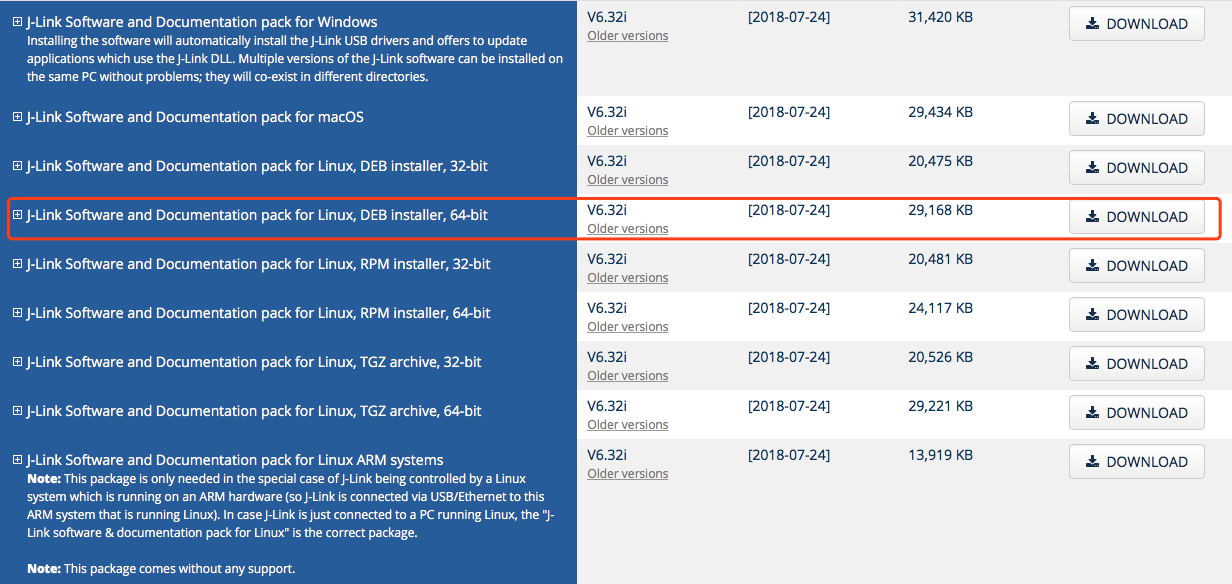 J-Link Software and Documentation pack for Windows V6.32i [2018-07-24] 31,420 KB DOWNLOAD
Older versions
Installing the software will automatically install the J-Link USB drivers and offers to update
applications which use the J-Link DLL. Multiple versions of the J-Link software can be installed on
the same PC without problems; they will co-exist in different directories.
J-Link Software and Documentation pack for macOS V6.32i [2018-07-24] 29,434 KB DOWNLOAD
Older versions
J-Link Software and Documentation pack for Linux, DEB installer, 32-bit V6.32i [2018-07-24] 20,475 KB DOWNLOAD
Older versions
J-Link Software and Documentation pack for Linux, DEB installer, 64-bit V6.32i [2018-07-24] 29,168 KB DOWNLOAD
Older versions
J-Link Software and Documentation pack for Linux, RPM installer, 32-bit V6.32i [2018-07-24] 20,481 KB DOWNLOAD
Older versions
J-Link Software and Documentation pack for Linux, RPM installer, 64-bit V6.32i [2018-07-24] 24,117 KB DOWNLOAD
Older versions
J-Link Software and Documentation pack for Linux, TGZ archive, 32-bit V6.32i [2018-07-24] 20,526 KB DOWNLOAD
Older versions
J-Link Software and Documentation pack for Linux, TGZ archive, 64-bit V6.32i [2018-07-24] 29,221 KB DOWNLOAD
Older versions
J-Link Software and Documentation pack for Linux ARM systems V6.32i [2018-07-24] 13,919 KB DOWNLOAD
Older versions
Note: This package is only needed in the special case of J-Link being controlled by a Linux
system which is running on an ARM hardware (so J-Link is connected via USB/Ethernet to this
ARM system that is running Linux). In case J-Link is just connected to a PC running Linux, the "J-
Link software & documentation pack for Linux" is the correct package.
Note: This package comes without any support.